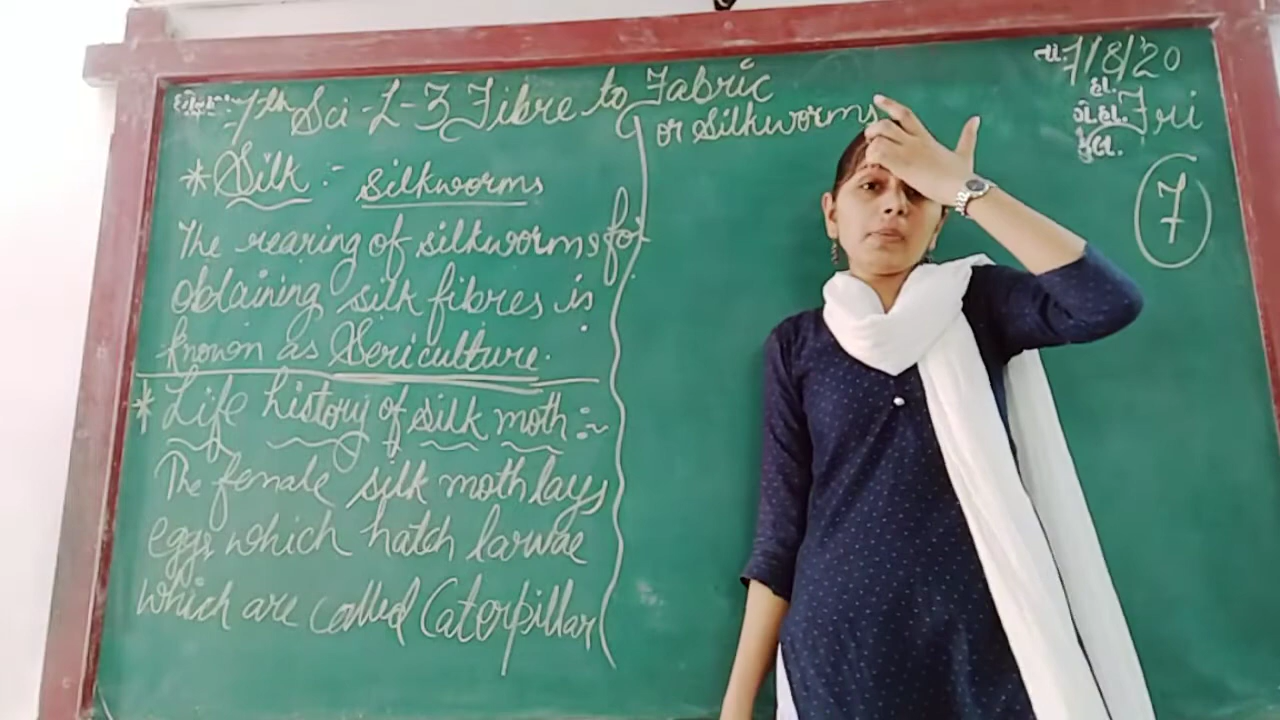 7th Sci - L-3 Fibre to Fabric
* Silk :- silkworms
The rearing of silkworms for
obtaining silk fibres is
known as Sericulture.
* Life history of silk moth :-
The female silk moth lays
eggs, which hatch larvae
which are called Caterpillar
or silkworms
તા. 7/8/20
હા.
ગે.હા. Fri
કુલ.
7